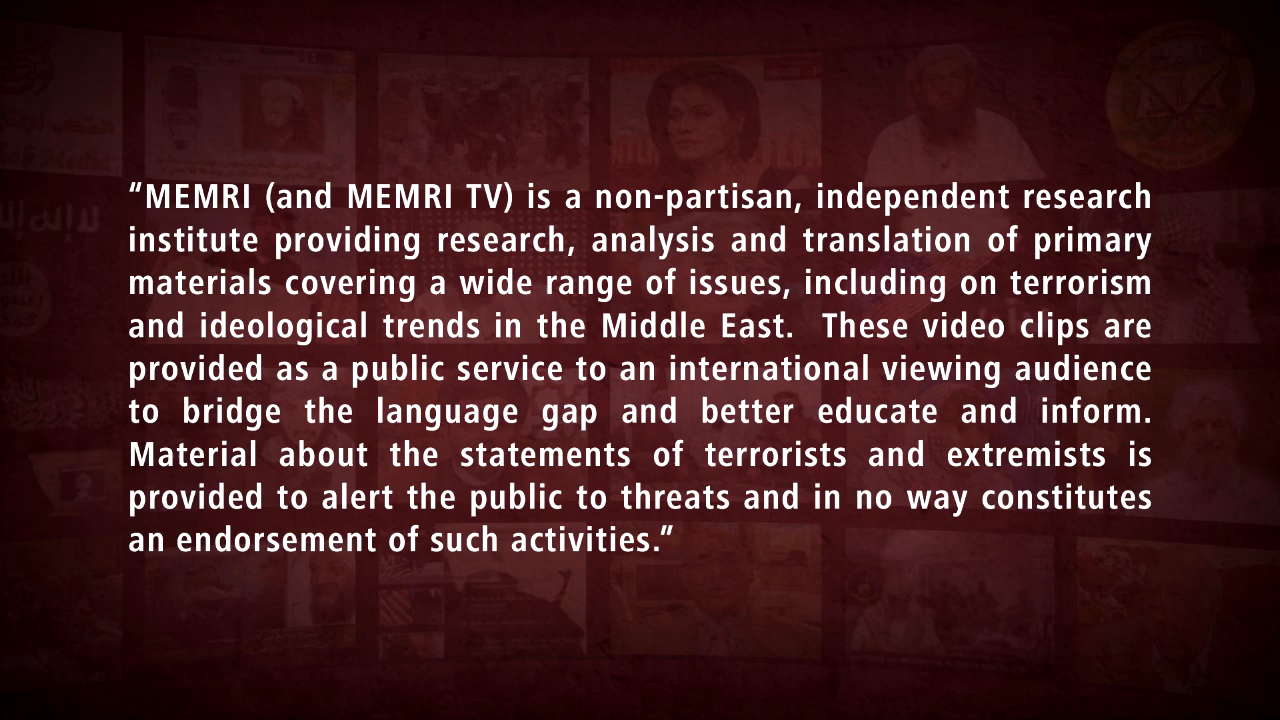 “MEMRI (and MEMRI TV) is a non-partisan, independent research
institute providing research, analysis and translation of primary
materials covering a wide range of issues, including on terrorism
and ideological trends in the Middle East.  These video clips are
provided as a public service to an international viewing audience
to bridge the language gap and better educate and inform.
Material about the statements of terrorists and extremists is
provided to alert the public to threats and in no way constitutes
an endorsement of such activities.”